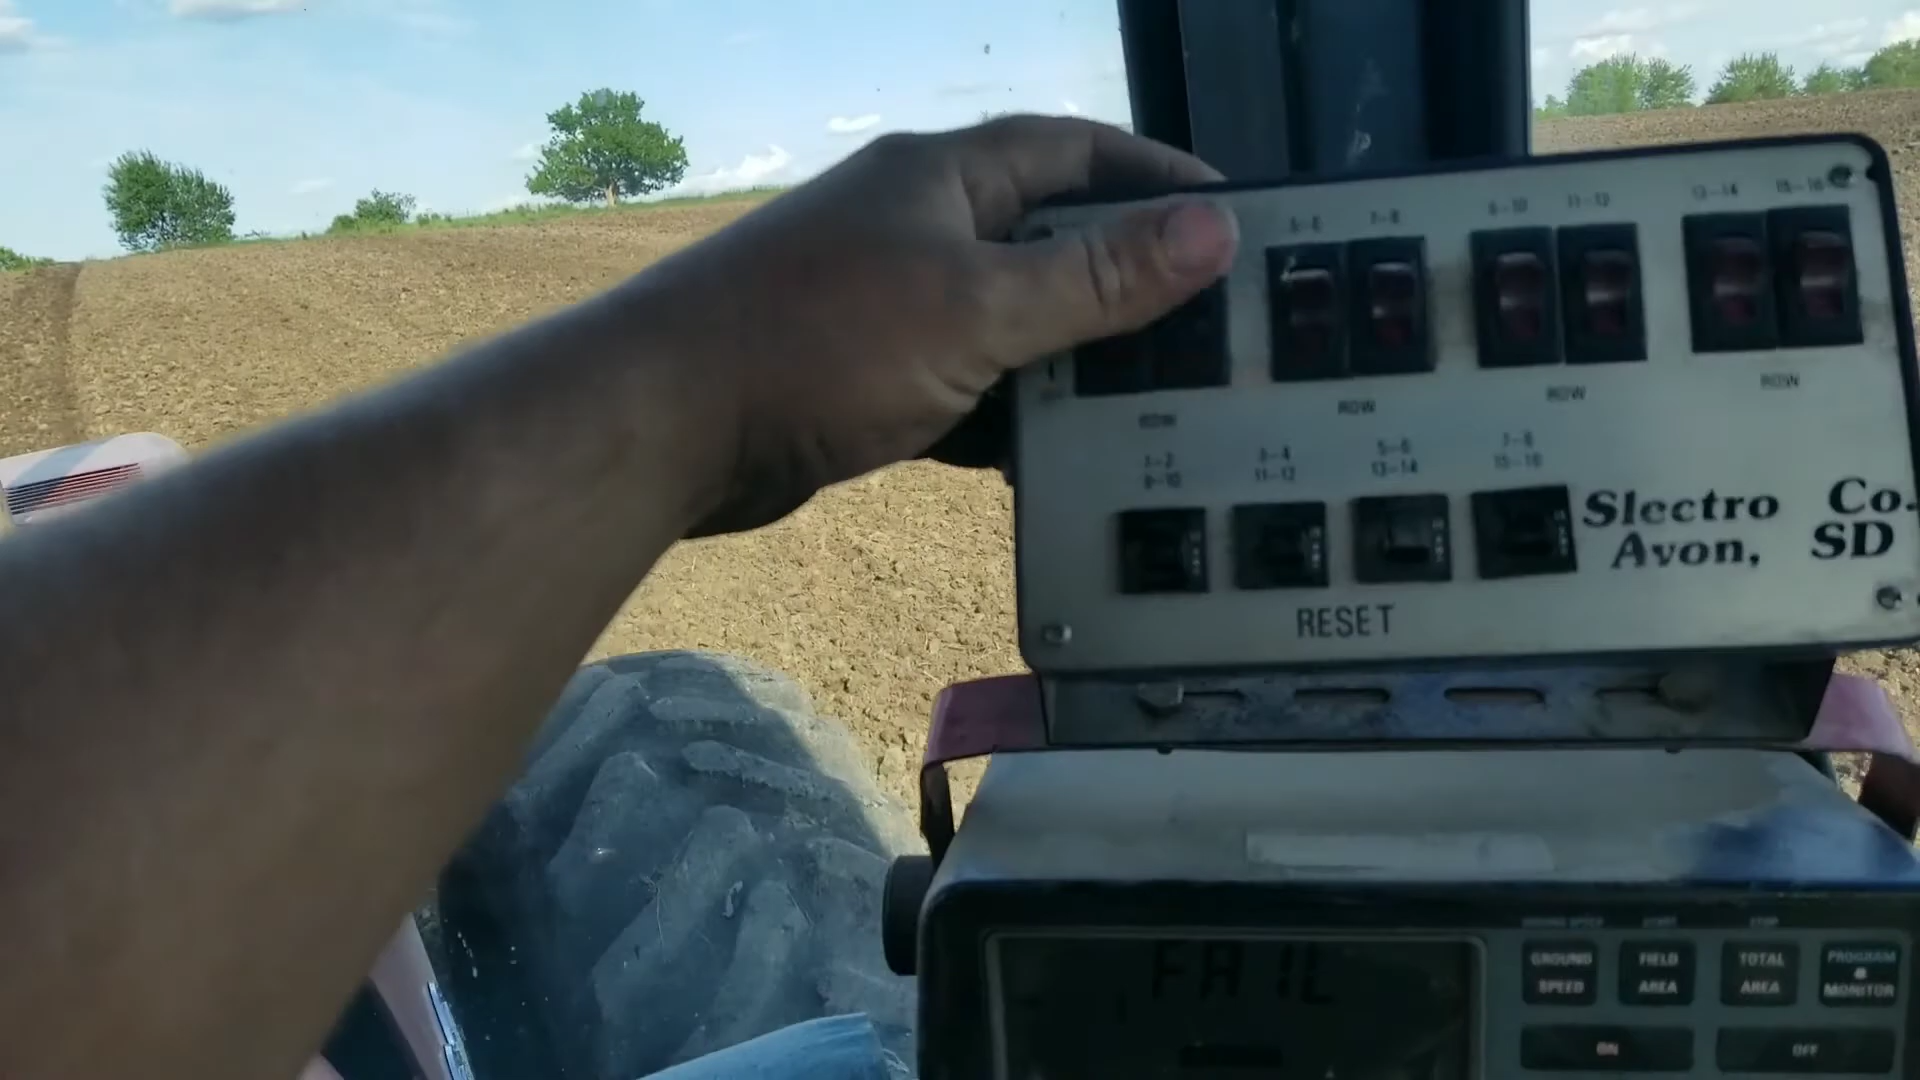 5-6 7-8 9-10 11-12 13-14 15-16
ROW ROW ROW ROW
1-2 3-4 5-6 7-8
9-10 11-12 13-14 15-16
Slectro Co.
Avon, SD
RESET
FAIL
GROUND SPEED
FIELD AREA
TOTAL AREA
PROGRAM MONITOR
ON OFF